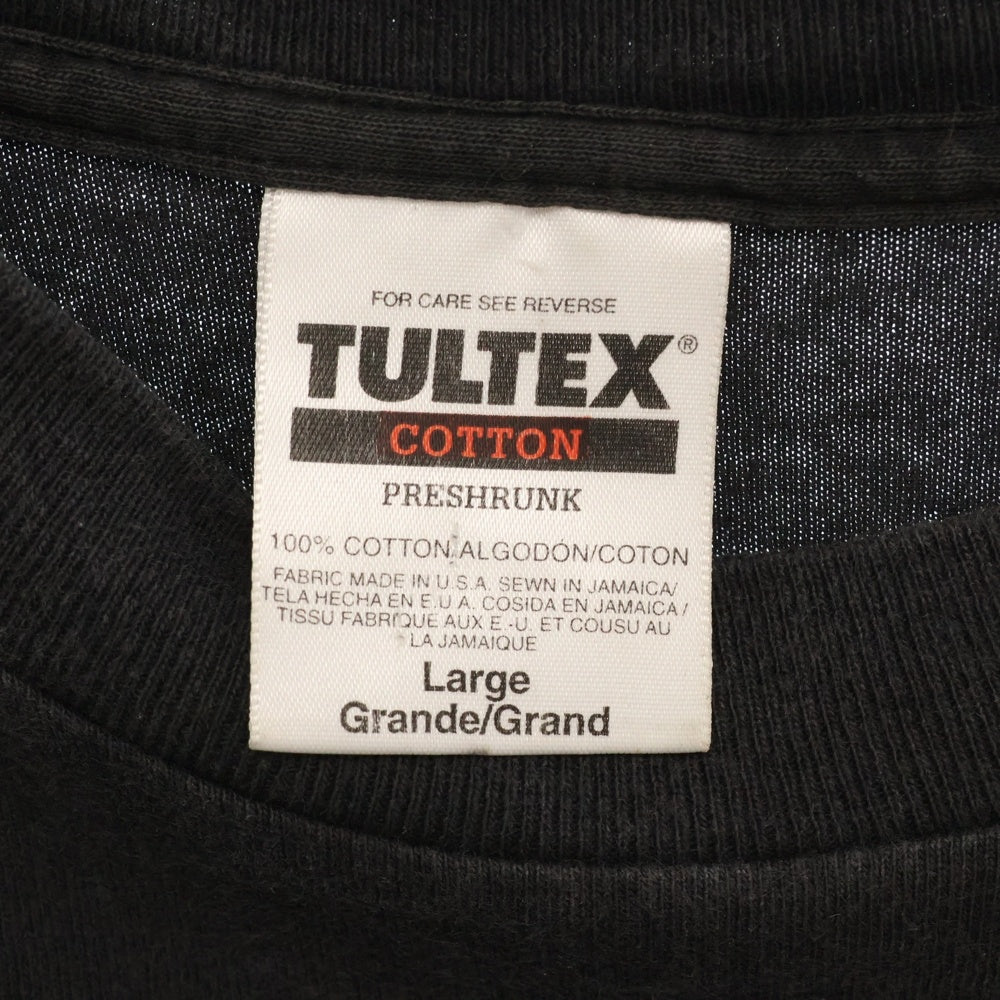 FOR CARE SEE REVERSE
TULTEX®
COTTON
PRESHRUNK
100% COTTON/ALGODÓN/COTON
FABRIC MADE IN U.S.A. SEWN IN JAMAICA/
TELA HECHA EN E.U.A. COSIDA EN JAMAICA/
TISSU FABRIQUE AUX E.-U. ET COUSU AU
LA JAMAIQUE
Large
Grande/Grand